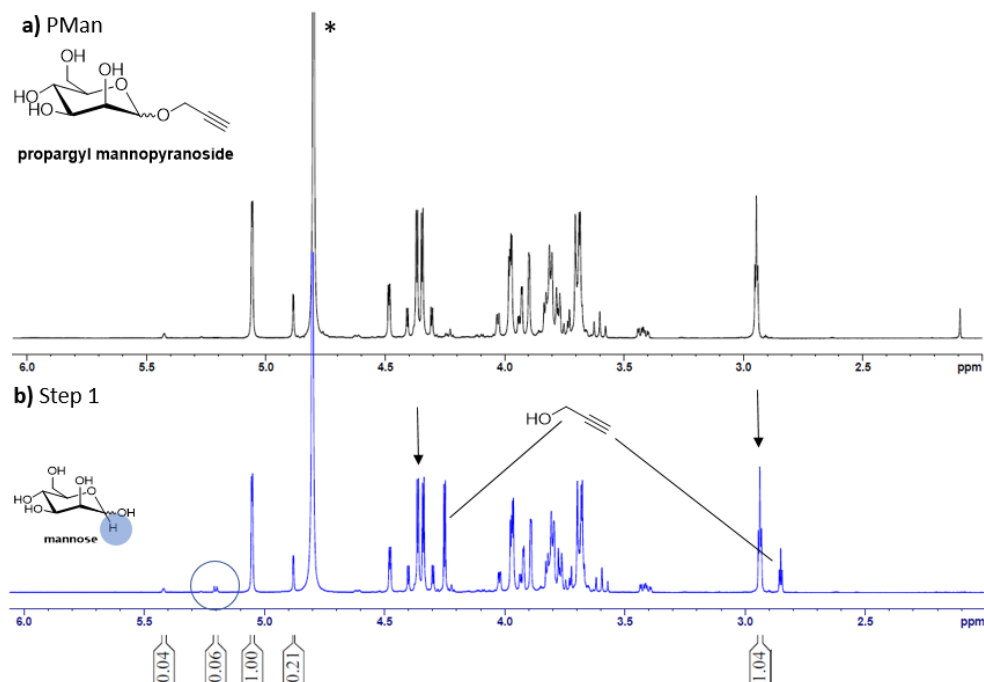 a) PMan
*
OH
OH
O
HO
HO
O
propargyl mannopyranoside
6.0 5.5 5.0 4.5 4.0 3.5 3.0 2.5 ppm
b) Step 1
HO
OH
OH
O
HO
HO
OH
H
mannose
6.0 5.5 5.0 4.5 4.0 3.5 3.0 2.5 ppm
0.04 0.06 1.00 0.21 1.04